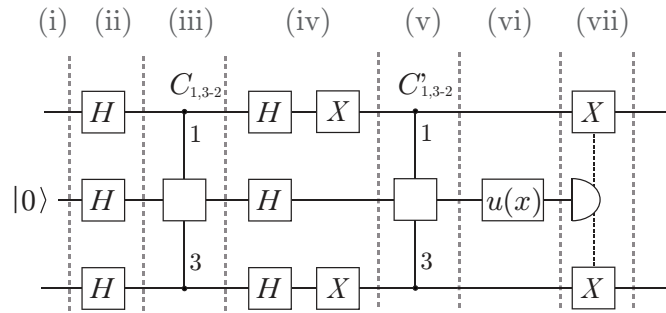 (i) (ii) (iii) (iv) (v) (vi) (vii)
C1,3-2 C'1,3-2
H H X X
1 1
|0⟩ H H u(x)
3 3
H H X X